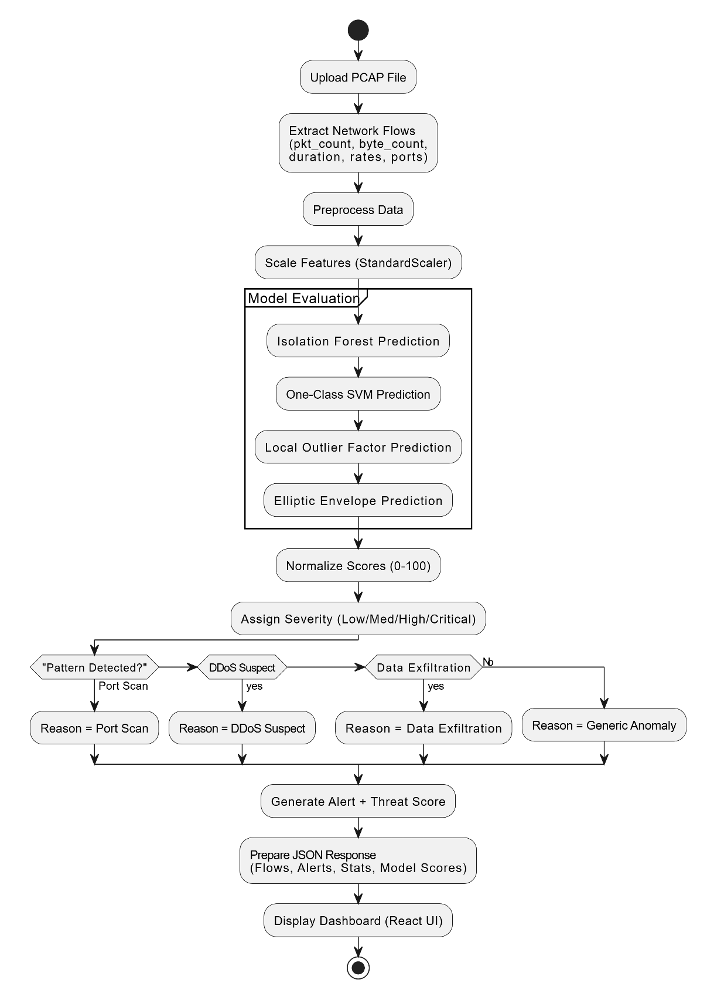 Upload PCAP File
Extract Network Flows
(pkt_count, byte_count,
duration, rates, ports)
Preprocess Data
Scale Features (StandardScaler)
Model Evaluation
Isolation Forest Prediction
One-Class SVM Prediction
Local Outlier Factor Prediction
Elliptic Envelope Prediction
Normalize Scores (0-100)
Assign Severity (Low/Med/High/Critical)
"Pattern Detected?"
DDoS Suspect
Data Exfiltration
No
Port Scan
yes
yes
Reason = Port Scan
Reason = DDoS Suspect
Reason = Data Exfiltration
Reason = Generic Anomaly
Generate Alert + Threat Score
Prepare JSON Response
(Flows, Alerts, Stats, Model Scores)
Display Dashboard (React UI)